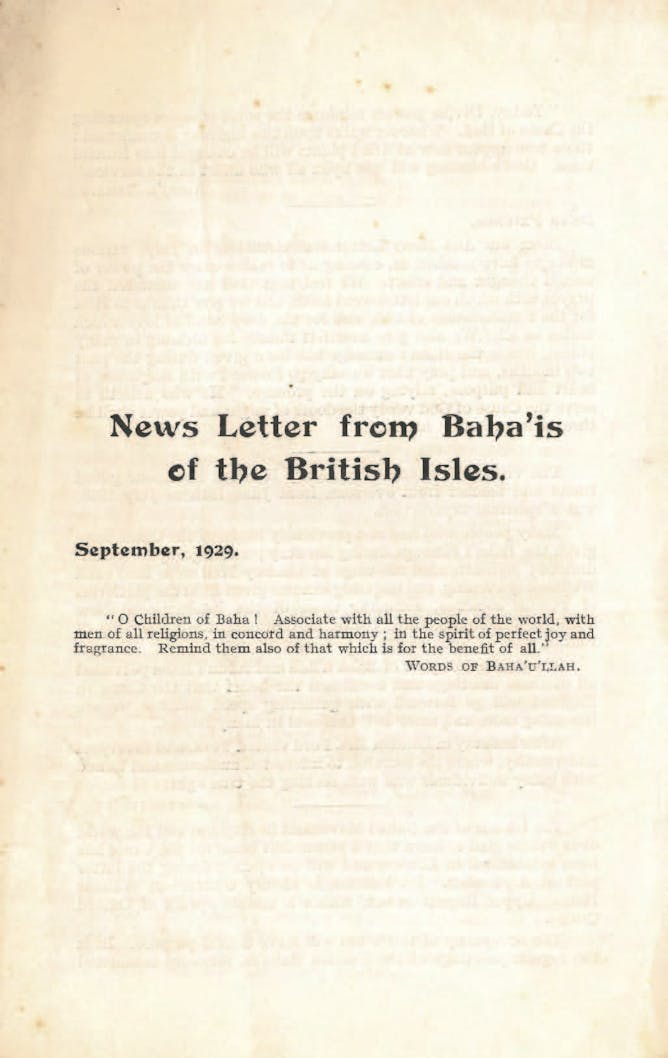 News Letter from Baha'is
of the British Isles.
September, 1929.
"O Children of Baha! Associate with all the people of the world, with
men of all religions, in concord and harmony; in the spirit of perfect joy and
fragrance. Remind them also of that which is for the benefit of all."
WORDS OF BAHA'U'LLAH.